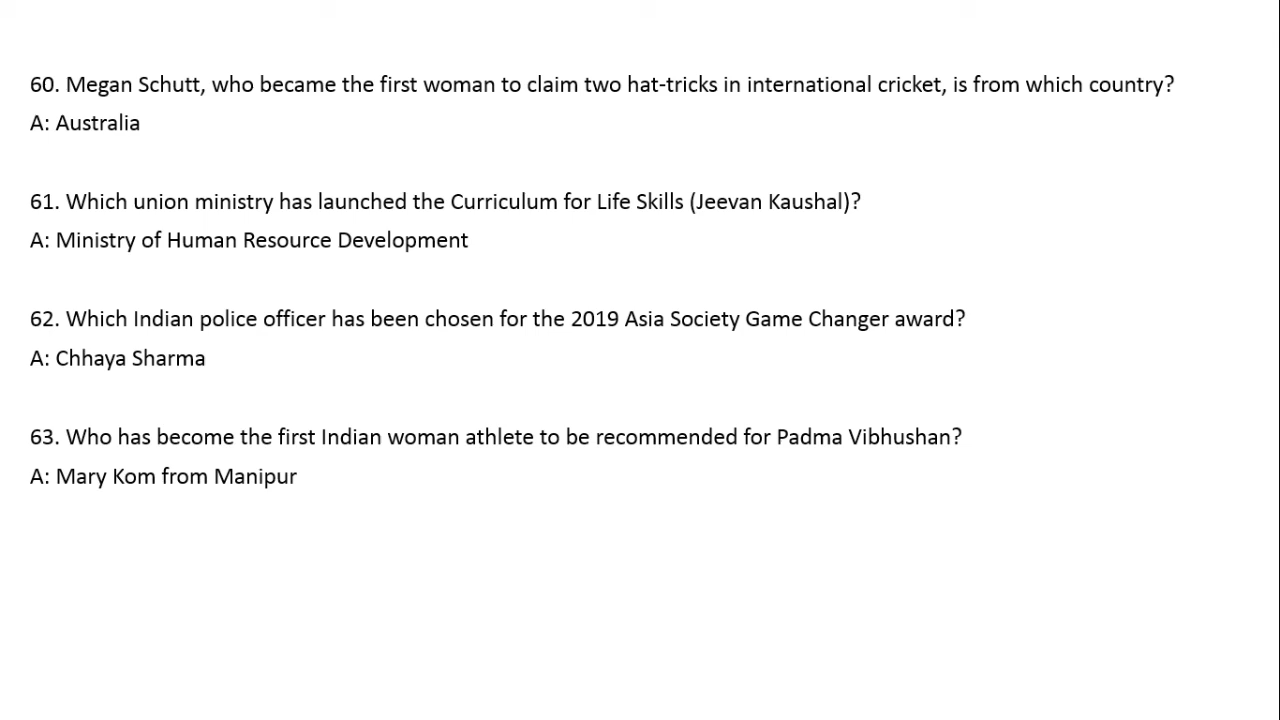 60. Megan Schutt, who became the first woman to claim two hat-tricks in international cricket, is from which country?
A: Australia
61. Which union ministry has launched the Curriculum for Life Skills (Jeevan Kaushal)?
A: Ministry of Human Resource Development
62. Which Indian police officer has been chosen for the 2019 Asia Society Game Changer award?
A: Chhaya Sharma
63. Who has become the first Indian woman athlete to be recommended for Padma Vibhushan?
A: Mary Kom from Manipur